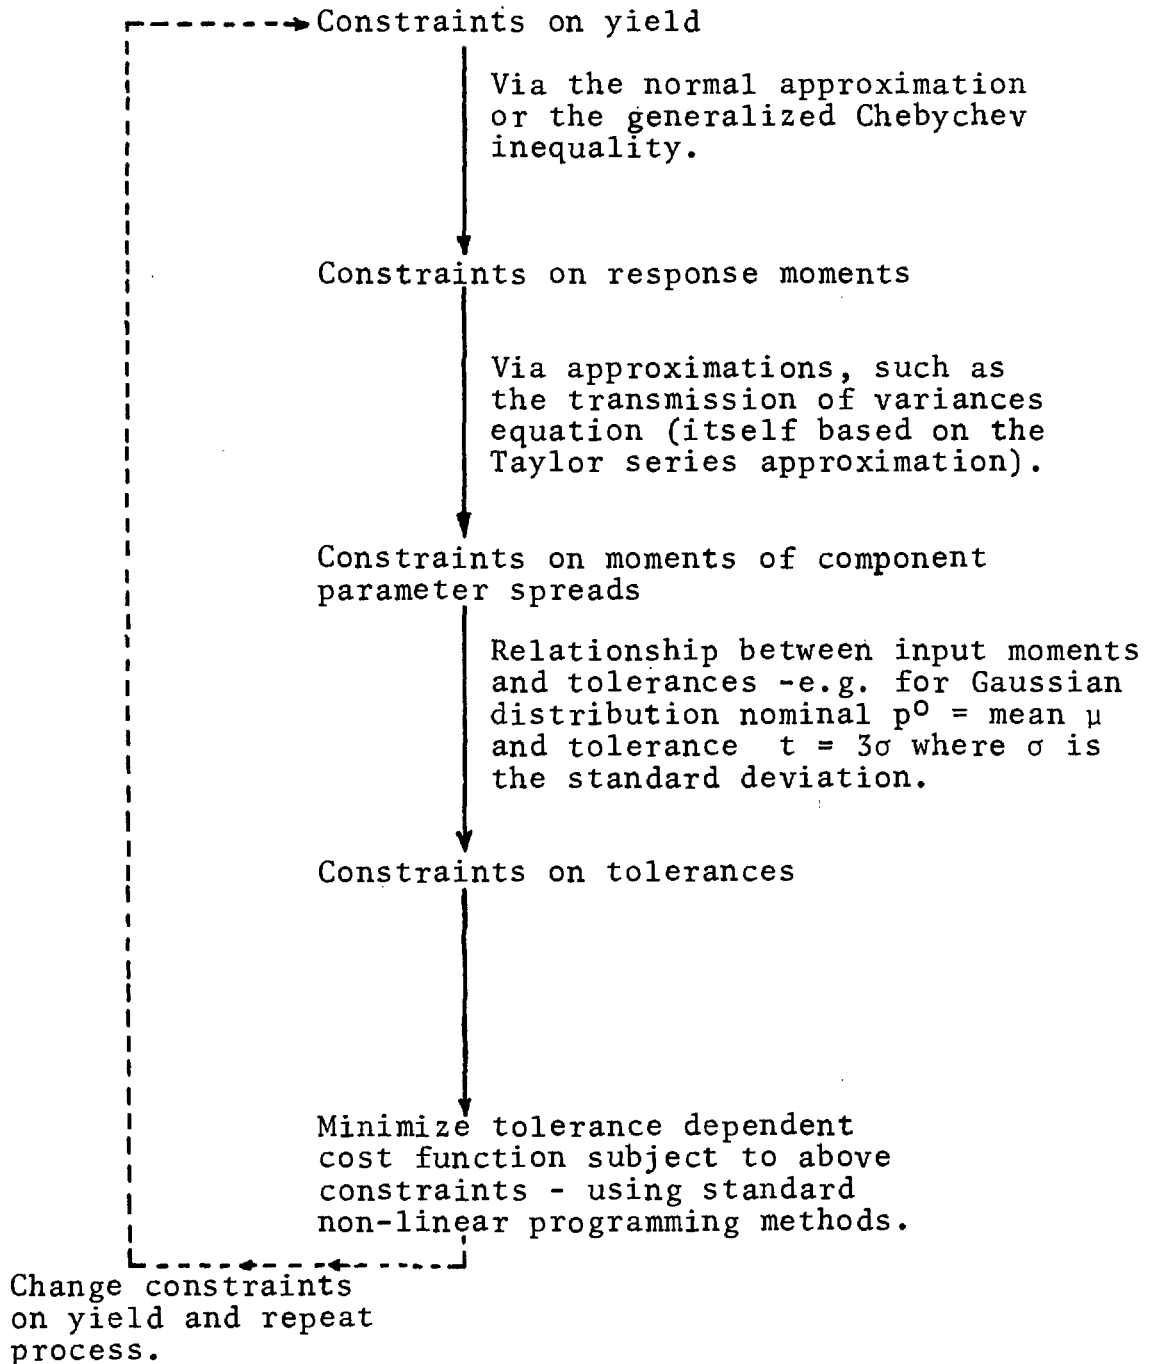 Constraints on yield
Via the normal approximation
or the generalized Chebychev
inequality.
Constraints on response moments
Via approximations, such as
the transmission of variances
equation (itself based on the
Taylor series approximation).
Constraints on moments of component
parameter spreads
Relationship between input moments
and tolerances -e.g. for Gaussian
distribution nominal pᴼ = mean μ
and tolerance t = 3σ where σ is
the standard deviation.
Constraints on tolerances
Minimize tolerance dependent
cost function subject to above
constraints - using standard
non-linear programming methods.
Change constraints
on yield and repeat
process.